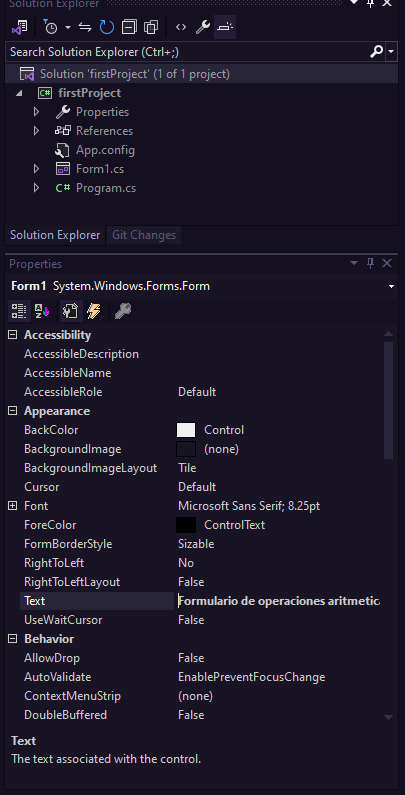 Solution Explorer
Search Solution Explorer (Ctrl+;)
Solution 'firstProject' (1 of 1 project)
C# firstProject
Properties
References
App.config
Form1.cs
C# Program.cs
Solution Explorer Git Changes
Properties
Form1 System.Windows.Forms.Form
Accessibility
AccessibleDescription
AccessibleName
AccessibleRole Default
Appearance
BackColor Control
BackgroundImage (none)
BackgroundImageLayout Tile
Cursor Default
Font Microsoft Sans Serif; 8.25pt
ForeColor ControlText
FormBorderStyle Sizable
RightToLeft No
RightToLeftLayout False
Text Formulario de operaciones aritmetica
UseWaitCursor False
Behavior
AllowDrop False
AutoValidate EnablePreventFocusChange
ContextMenuStrip (none)
DoubleBuffered False
Text
The text associated with the control.